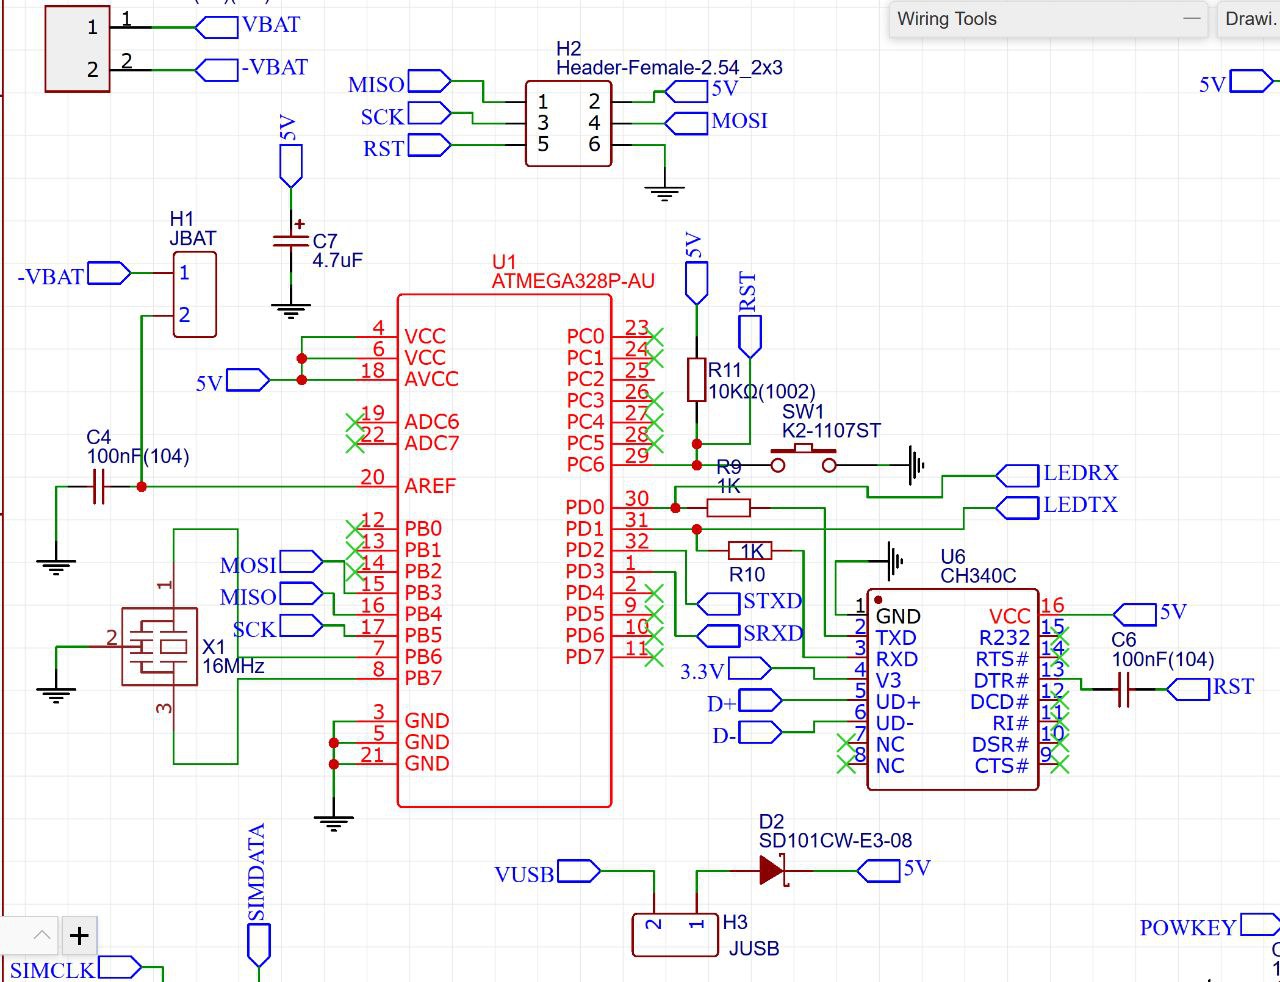 1 1 VBAT
2 2 -VBAT
Wiring Tools
Drawi.
5V
H2
Header-Female-2.54_2x3
MISO 1 2 5V
SCK 3 4 MOSI
RST 5 6
5V
C7
4.7uF
H1
JBAT
-VBAT 1
2
U1
ATMEGA328P-AU
4 VCC
6 VCC
5V 18 AVCC
19 ADC6
22 ADC7
20 AREF
12 PB0
13 PB1
14 PB2
15 PB3
16 PB4
17 PB5
7 PB6
8 PB7
3 GND
5 GND
21 GND
PC0 23
PC1 24
PC2 25
PC3 26
PC4 27
PC5 28
PC6 29
PD0 30
PD1 31
PD2 32
PD3 1
PD4 2
PD5 9
PD6 10
PD7 11
C4
100nF(104)
MOSI
MISO
SCK
1
2
3
X1
16MHz
5V
RST
R11
10KΩ(1002)
SW1
K2-1107ST
R9
1K
1K
R10
LEDRX
LEDTX
STXD
SRXD
3.3V
D+
D-
U6
CH340C
1 GND
2 TXD
3 RXD
4 V3
5 UD+
6 UD-
7 NC
8 NC
VCC 16
R232 15
RTS# 14
DTR# 13
DCD# 12
RI# 11
DSR# 10
CTS# 9
5V
C6
100nF(104)
RST
D2
SD101CW-E3-08
VUSB
5V
2 1
H3
JUSB
SIMDATA
+
SIMCLK
POWKEY
C
1